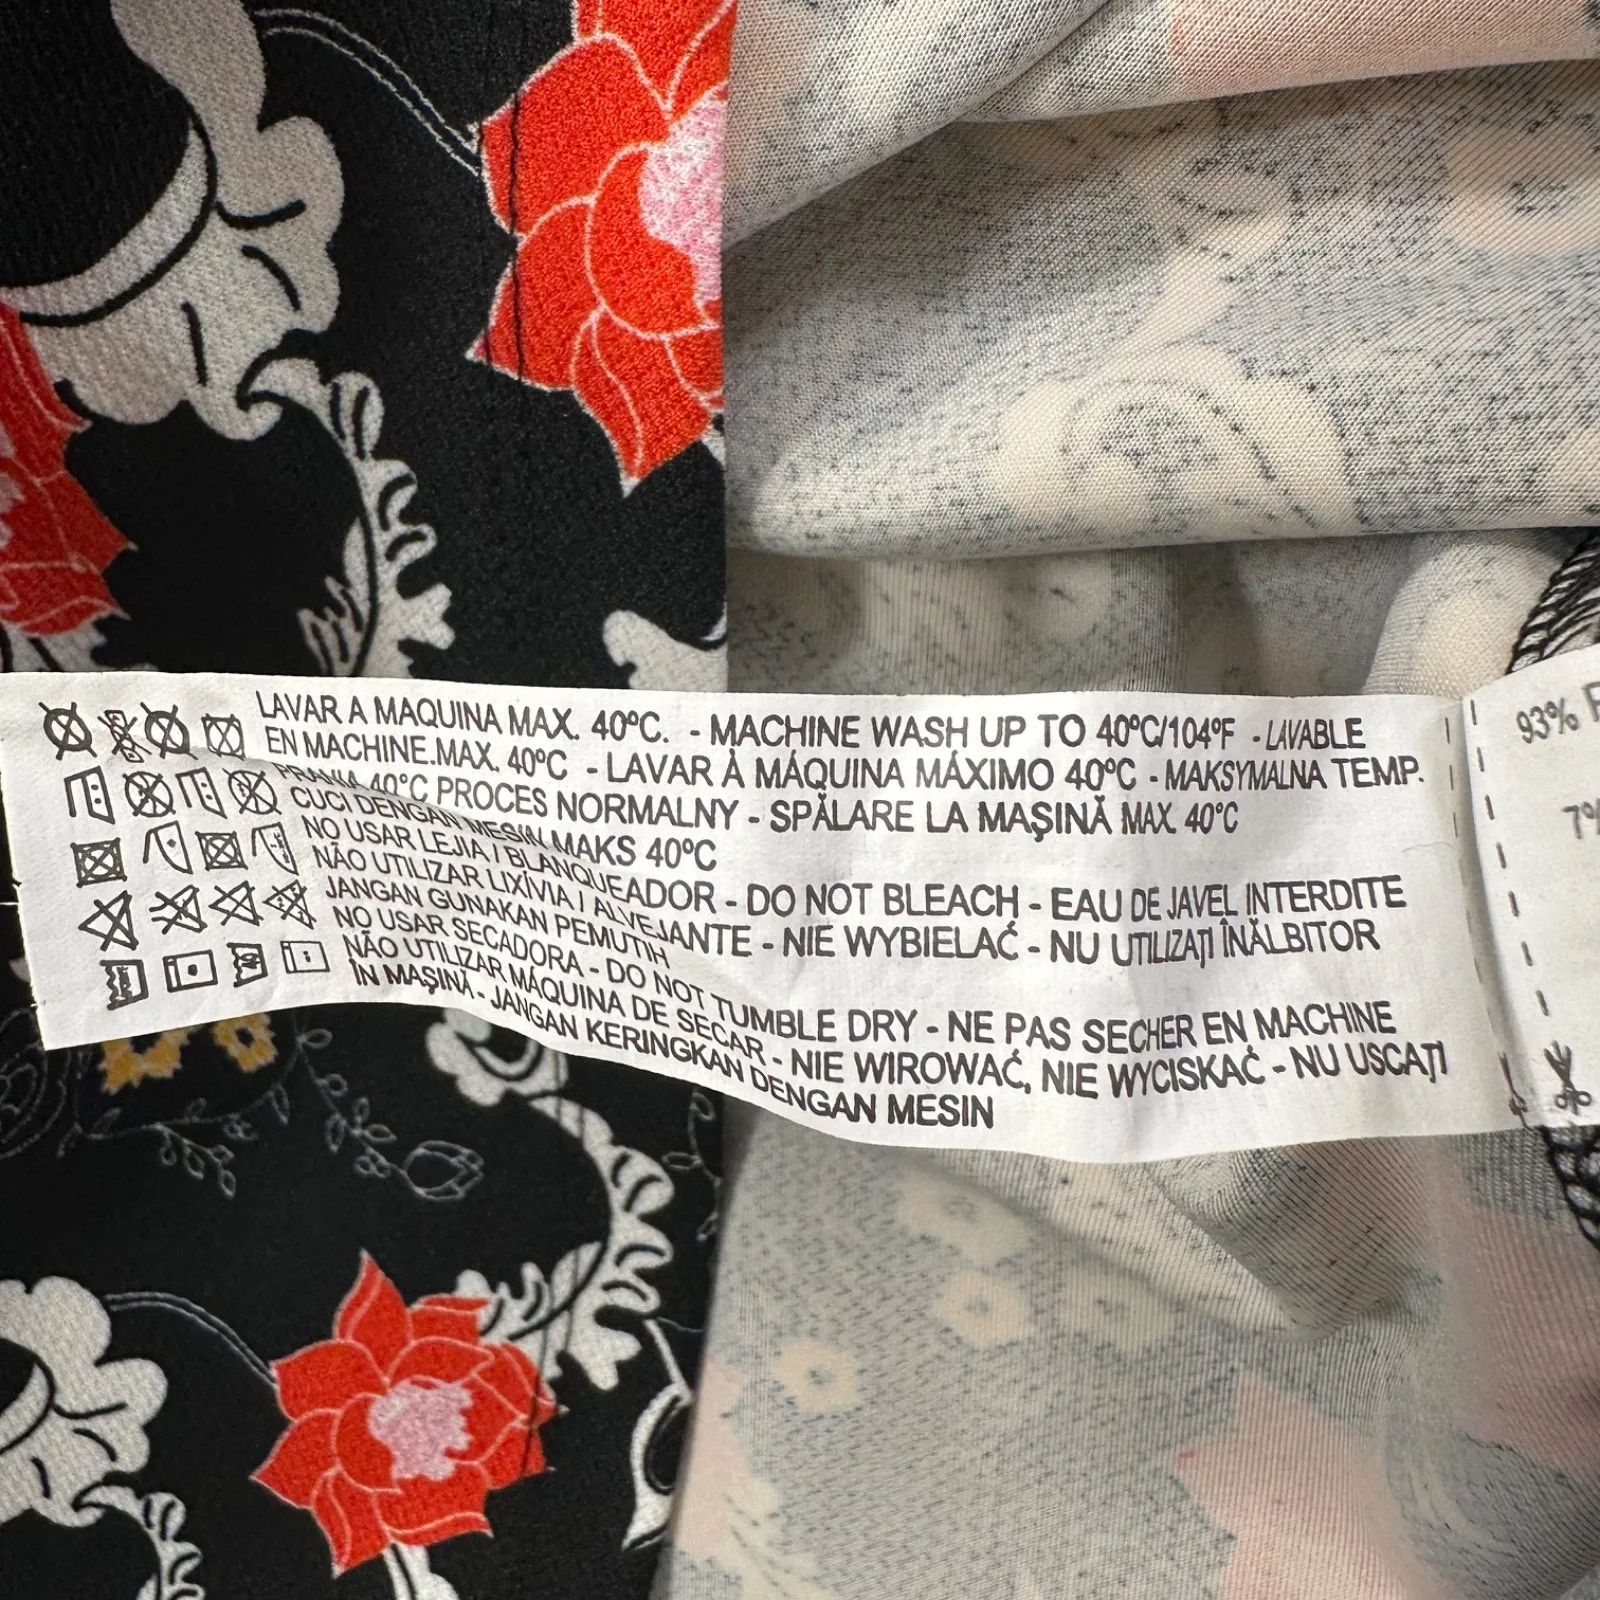 LAVAR A MAQUINA MAX. 40ºC. - MACHINE WASH UP TO 40ºC/104ºF - LAVABLE
EN MACHINE.MAX. 40ºC - LAVAR À MÁQUINA MÁXIMO 40ºC - MAKSYMALNA TEMP.
PRANIA 40°C PROCES NORMALNY - SPĂLARE LA MAŞINĂ MAX. 40°C
CUCI DENGAN MESIN MAKS 40ºC
NO USAR LEJIA / BLANQUEADOR - DO NOT BLEACH - EAU DE JAVEL INTERDITE
NÃO UTILIZAR LIXÍVIA / ALVEJANTE - NIE WYBIELAĆ - NU UTILIZAŢI ÎNĂLBITOR
JANGAN GUNAKAN PEMUTIH
NO USAR SECADORA - DO NOT TUMBLE DRY - NE PAS SECHER EN MACHINE
NÃO UTILIZAR MÁQUINA DE SECAR - NIE WIROWAĆ, NIE WYCISKAĆ - NU USCAŢI
ÎN MAŞINĂ - JANGAN KERINGKAN DENGAN MESIN
93%
7%